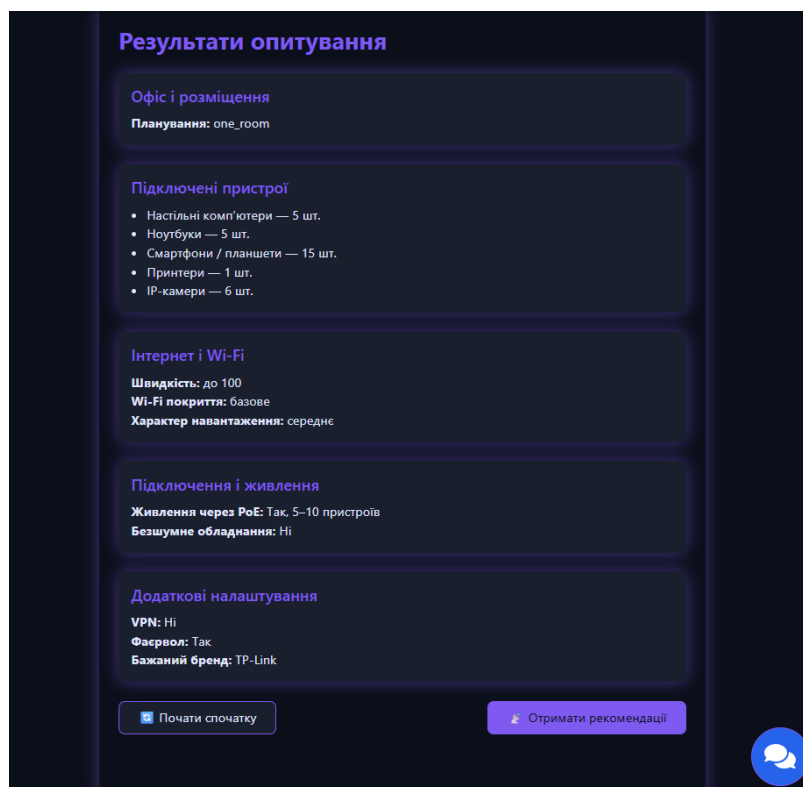 Результати опитування
Офіс і розміщення
Планування: one_room
Підключені пристрої
• Настільні комп'ютери — 5 шт.
• Ноутбуки — 5 шт.
• Смартфони / планшети — 15 шт.
• Принтери — 1 шт.
• IP-камери — 6 шт.
Інтернет і Wi-Fi
Швидкість: до 100
Wi-Fi покриття: базове
Характер навантаження: середнє
Підключення і живлення
Живлення через PoE: Так, 5–10 пристроїв
Безшумне обладнання: Ні
Додаткові налаштування
VPN: Ні
Фаєрвол: Так
Бажаний бренд: TP-Link
Почати спочатку
Отримати рекомендації